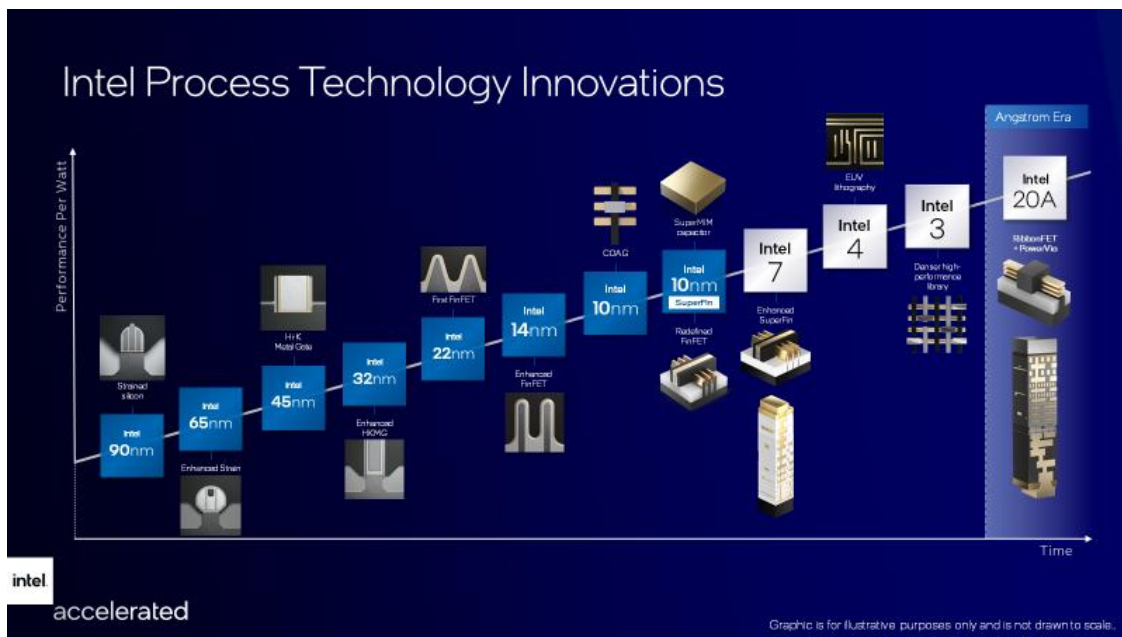 Intel Process Technology Innovations
Angstrom Era
Performance Per Watt
Strained
silicon
Intel
90nm
Intel
65nm
Enhanced Strain
Hi-K
Metal Gate
Intel
45nm
Intel
32nm
Enhanced
HKMG
First FinFET
Intel
22nm
Intel
14nm
Enhanced
FinFET
COAG
Intel
10nm
SuperMIM
capacitor
Intel
10nm
SuperFin
Redefined
FinFET
Intel
7
Enhanced
SuperFin
EUV
lithography
Intel
4
Intel
3
Denser high-
performance
library
Intel
20A
RibbonFET
+ PowerVia
Time
intel.
accelerated
Graphic is for illustrative purposes only and is not drawn to scale..